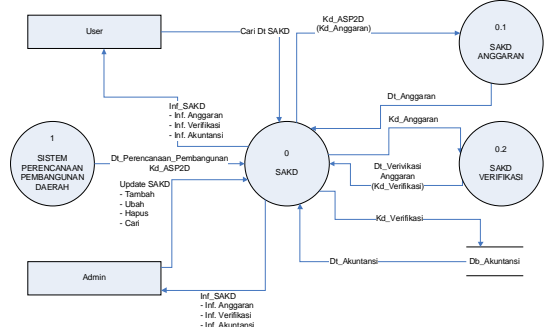 User
Cari Dt SAKD
Kd_ASP2D
(Kd_Anggaran)
0.1
SAKD
ANGGARAN
Dt_Anggaran
Inf_SAKD
- Inf. Anggaran
- Inf. Verifikasi
- Inf. Akuntansi
Kd_Anggaran
1
SISTEM
PERENCANAAN
PEMBANGUNAN
DAERAH
Dt_Perencanaan_Pembangunan
Kd_ASP2D
0
SAKD
Dt_Verivikasi
Anggaran
(Kd_Verifikasi)
0.2
SAKD
VERIFIKASI
Update SAKD
- Tambah
- Ubah
- Hapus
- Cari
Kd_Verifikasi
Admin
Dt_Akuntansi
Db_Akuntansi
Inf_SAKD
- Inf. Anggaran
- Inf. Verifikasi
- Inf. Akuntansi